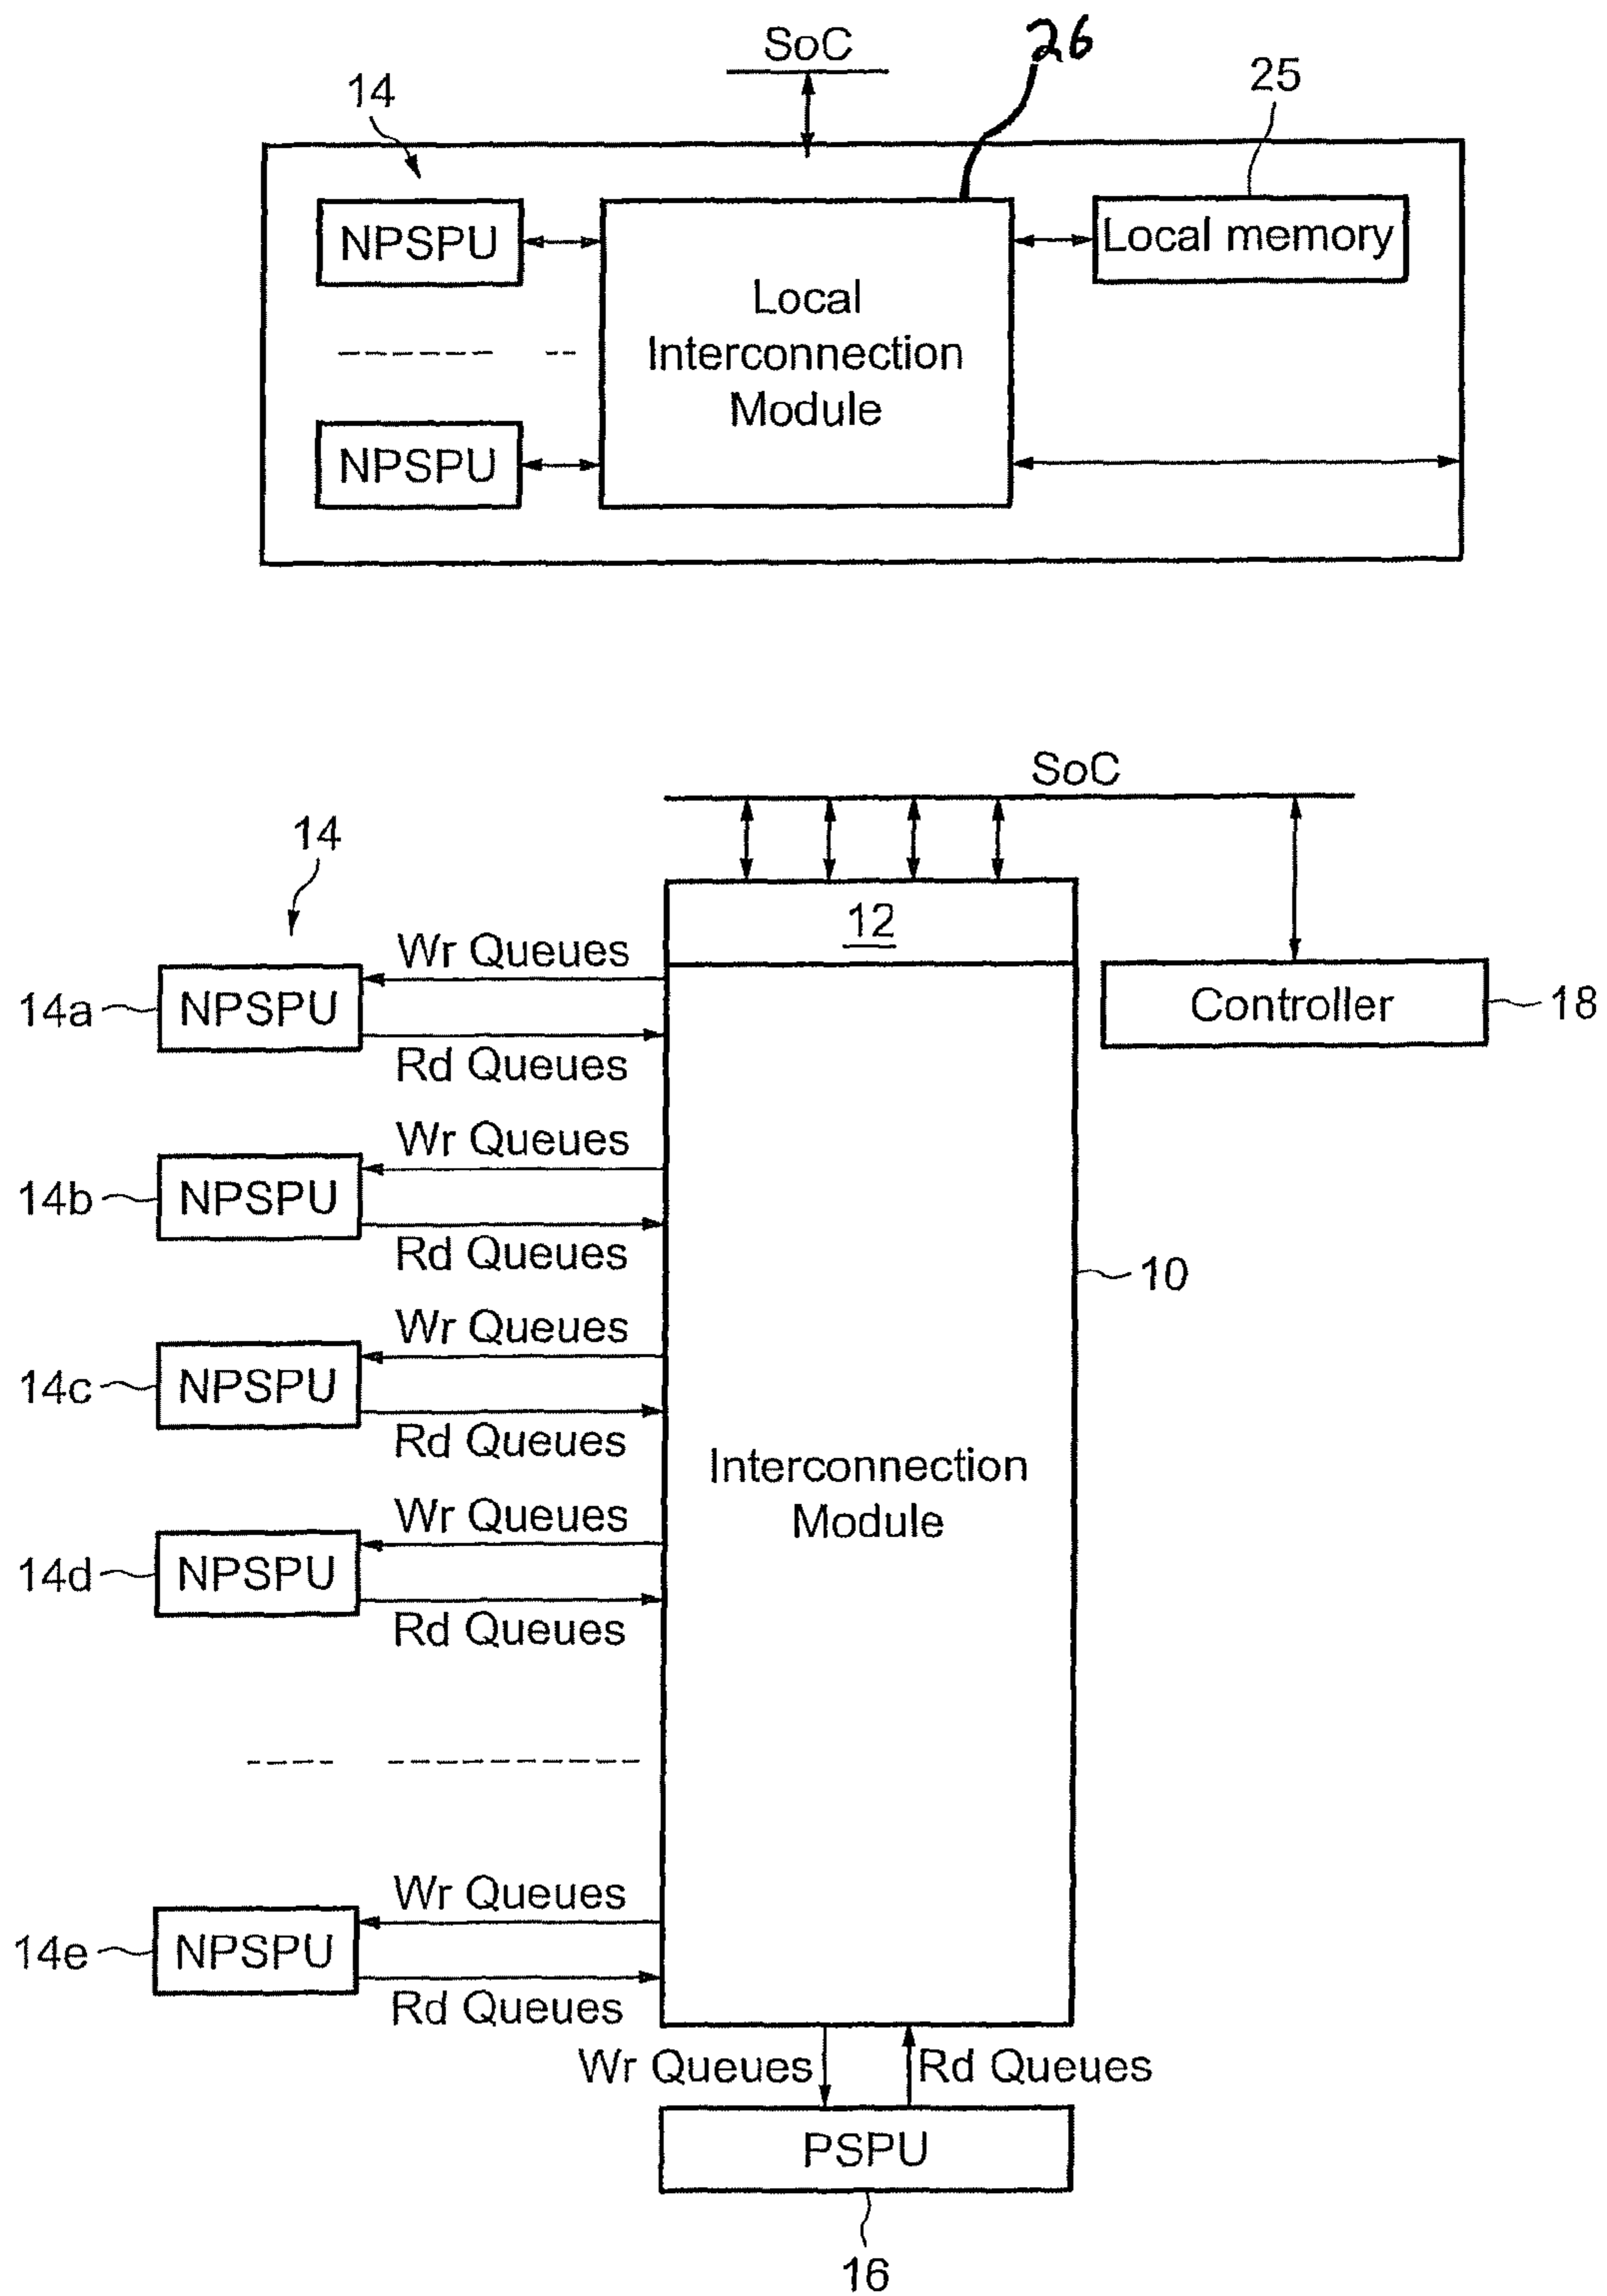 SoC
26
14
25
NPSPU
Local memory
Local
Interconnection
Module
NPSPU
SoC
14
12
Wr Queues
14a
NPSPU
Controller
18
Rd Queues
Wr Queues
14b
NPSPU
Rd Queues
10
Wr Queues
14c
NPSPU
Rd Queues
Interconnection
Module
Wr Queues
14d
NPSPU
Rd Queues
Wr Queues
14e
NPSPU
Rd Queues
Wr Queues
Rd Queues
PSPU
16